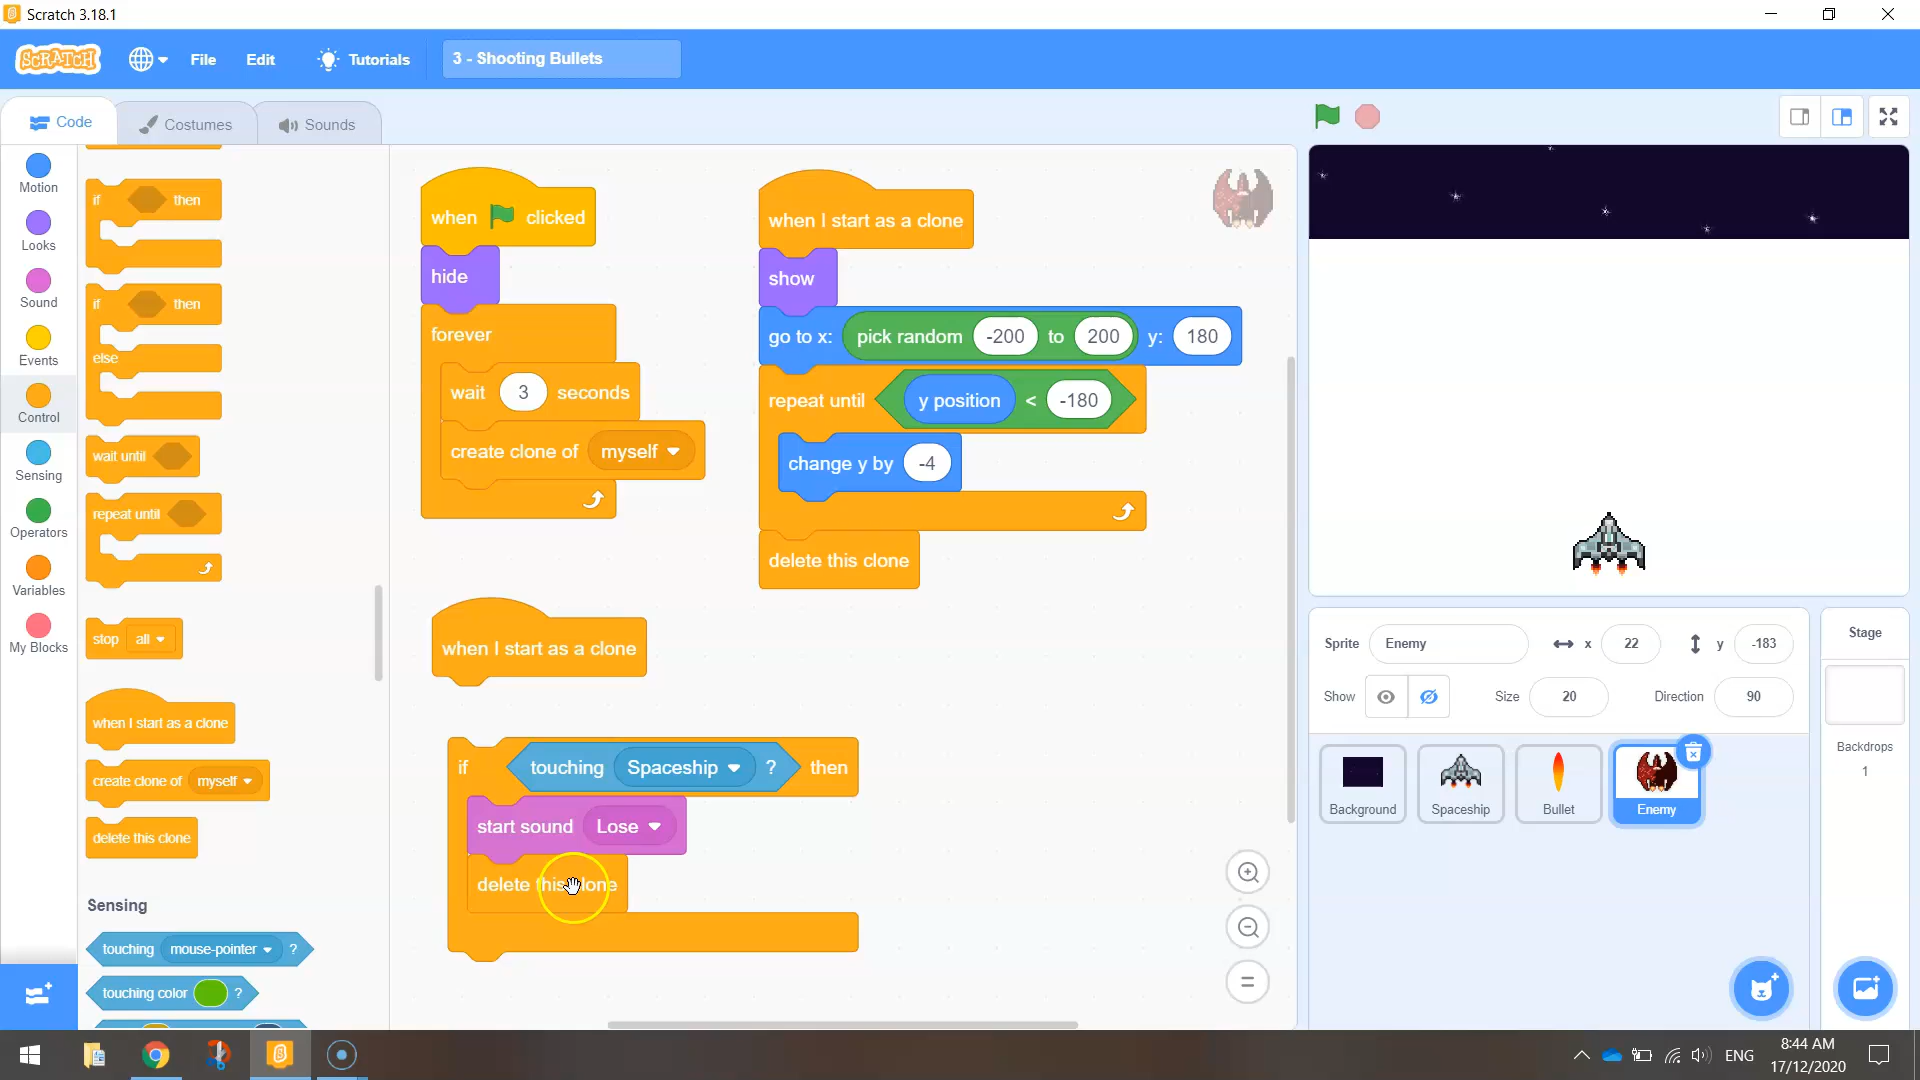 Scratch 3.18.1
SCRATCH
File
Edit
Tutorials
3 - Shooting Bullets
Code
Costumes
Sounds
Motion
Looks
Sound
Events
Control
Sensing
Operators
Variables
My Blocks
if then
if then
else
wait until
repeat until
stop all
when I start as a clone
create clone of myself
delete this clone
Sensing
touching mouse-pointer ?
touching color ?
when clicked
hide
forever
wait 3 seconds
create clone of myself
when I start as a clone
show
go to x: pick random -200 to 200 y: 180
repeat until y position < -180
change y by -4
delete this clone
when I start as a clone
if touching Spaceship ? then
start sound Lose
delete this clone
Sprite Enemy x 22 y -183
Show Size 20 Direction 90
Background
Spaceship
Bullet
Enemy
Stage
Backdrops
1
ENG
8:44 AM
17/12/2020